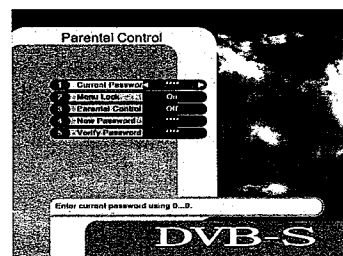 Parental Control
1 Current Passwor ****
2 Menu Lock On
3 Parental Control Off
4 New Password ****
5 Verify Password ****
Enter current password using 0...9.
DVB-S